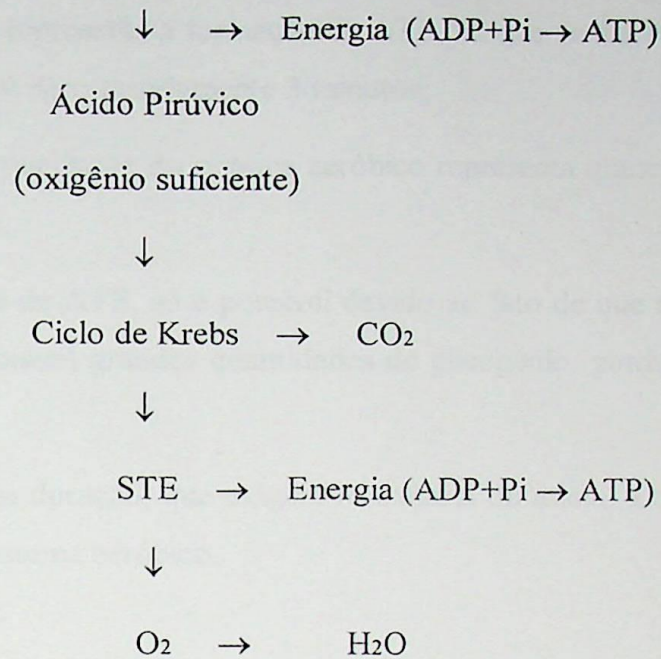 ↓ → Energia (ADP+Pi → ATP)
Ácido Pirúvico
(oxigênio suficiente)
↓
Ciclo de Krebs → CO₂
↓
STE → Energia (ADP+Pi → ATP)
↓
O₂ → H₂O